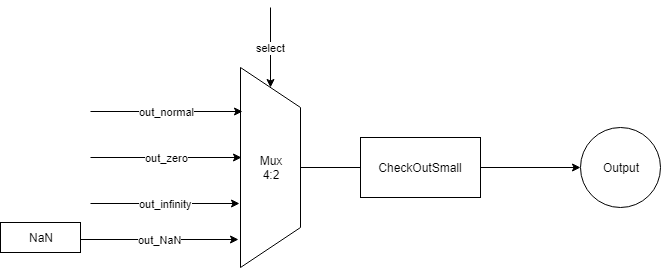 select
out_normal
out_zero
Mux
4:2
CheckOutSmall
Output
out_infinity
NaN
out_NaN